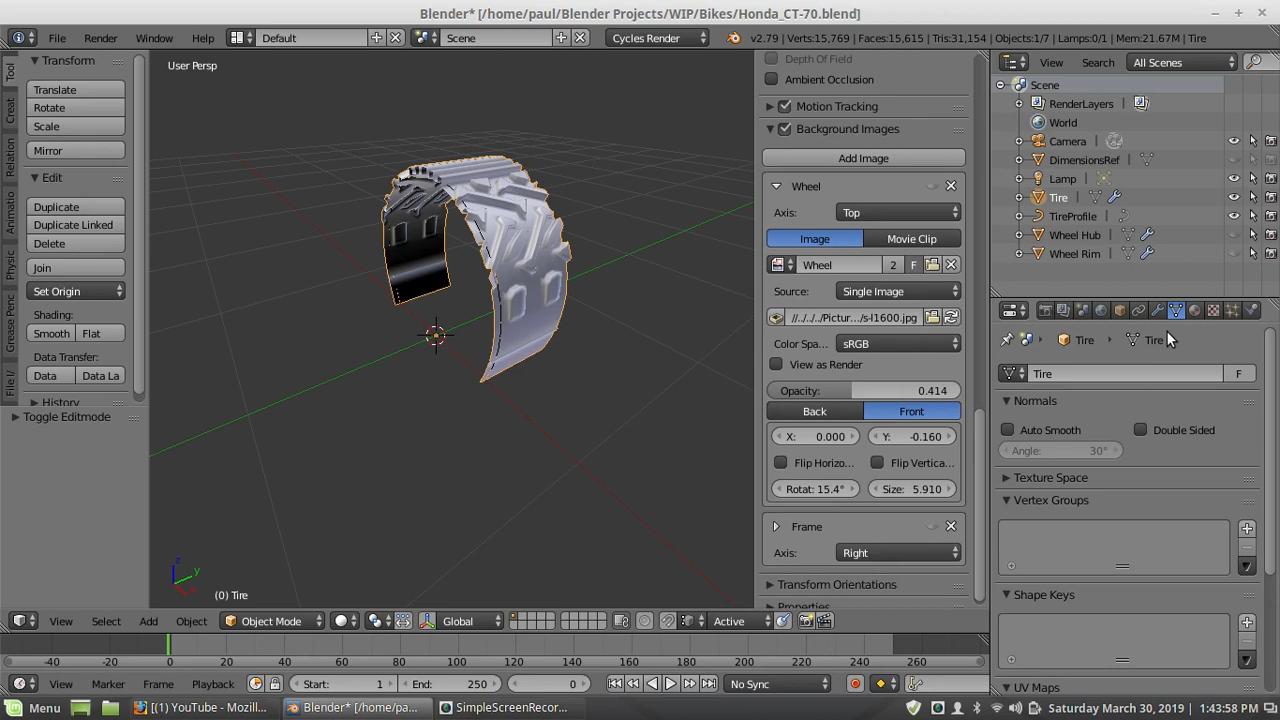 Blender* [/home/paul/Blender Projects/WIP/Bikes/Honda_CT-70.blend]
File Render Window Help Default Scene Cycles Render v2.79 | Verts:15,769 | Faces:15,615 | Tris:31,154 | Objects:1/7 | Lamps:0/1 | Mem:21.67M | Tire
Tool
Creat
Relation
Animatio
Physic
Grease Penc
File I/
Transform
Translate
Rotate
Scale
Mirror
Edit
Duplicate
Duplicate Linked
Delete
Join
Set Origin
Shading:
Smooth Flat
Data Transfer:
Data Data La
History
Toggle Editmode
User Persp
z
y
(0) Tire
Depth Of Field
Ambient Occlusion
Motion Tracking
Background Images
Add Image
Wheel
Axis: Top
Image Movie Clip
Wheel 2 F
Source: Single Image
//../../../Pictur.../s-l1600.jpg
Color Spa... sRGB
View as Render
Opacity: 0.414
Back Front
X: 0.000 Y: -0.160
Flip Horizo... Flip Vertica...
Rotat: 15.4° Size: 5.910
Frame
Axis: Right
Transform Orientations
Properties
View Search All Scenes
Scene
RenderLayers
World
Camera
DimensionsRef
Lamp
Tire
TireProfile
Wheel Hub
Wheel Rim
Tire Tire
Tire F
Normals
Auto Smooth Double Sided
Angle: 30°
Texture Space
Vertex Groups
Shape Keys
UV Maps
View Select Add Object Object Mode Global Active
-40 -20 0 20 40 60 80 100 120 140 160 180 200 220 240 260
View Marker Frame Playback Start: 1 End: 250 0 No Sync
Menu [(1) YouTube - Mozill... Blender* [/home/pa... SimpleScreenRecor... Saturday March 30, 2019 1:43:58 PM